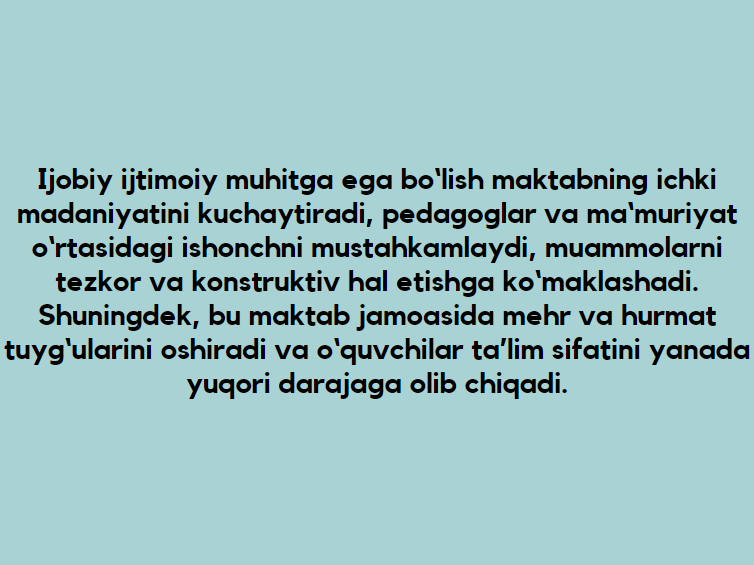 Ijobiy ijtimoiy muhitga ega bo‘lish maktabning ichki
madaniyatini kuchaytiradi, pedagoglar va ma‘muriyat
o‘rtasidagi ishonchni mustahkamlaydi, muammolarni
tezkor va konstruktiv hal etishga ko‘maklashadi.
Shuningdek, bu maktab jamoasida mehr va hurmat
tuyg‘ularini oshiradi va o‘quvchilar ta’lim sifatini yanada
yuqori darajaga olib chiqadi.